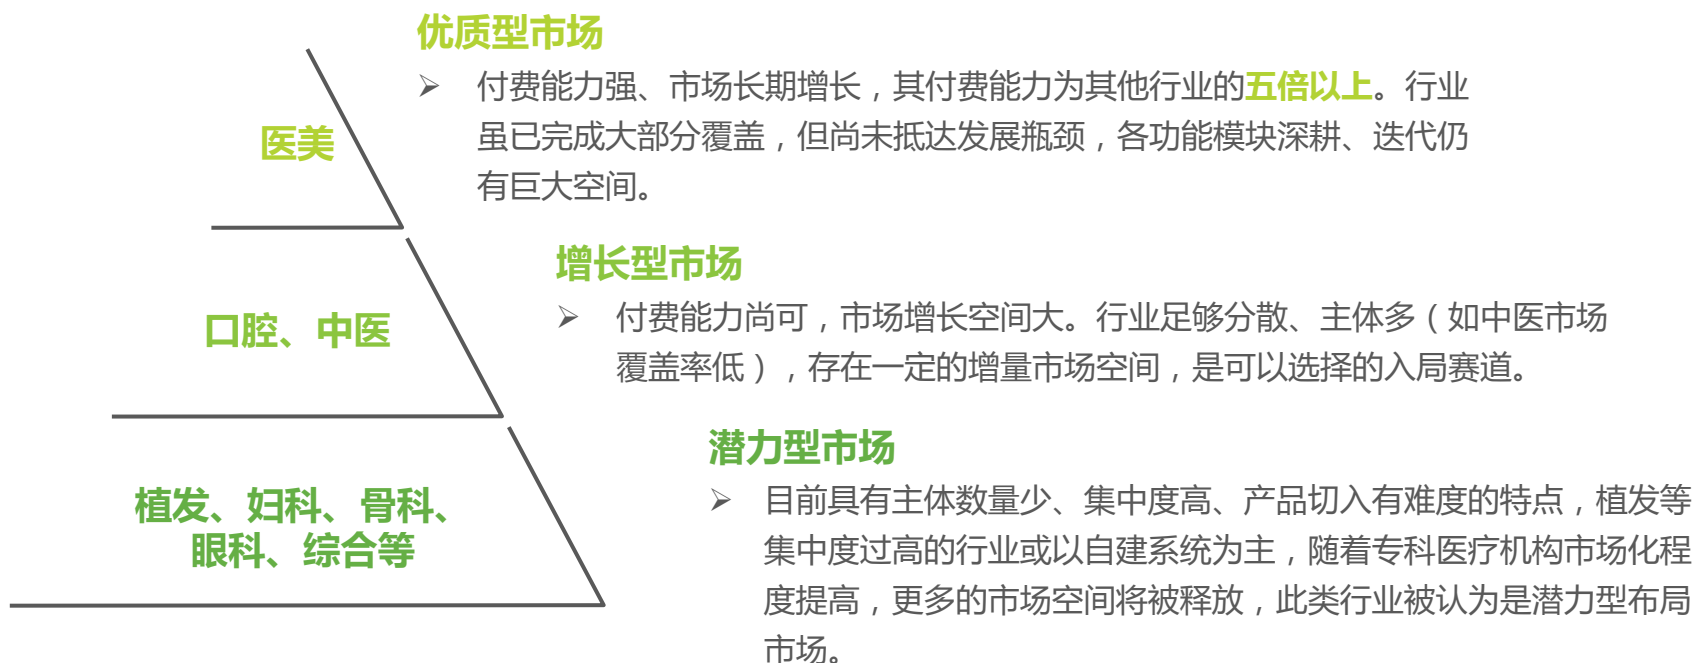 优质型市场
➢ 付费能力强、市场长期增长，其付费能力为其他行业的五倍以上。行业
虽已完成大部分覆盖，但尚未抵达发展瓶颈，各功能模块深耕、迭代仍
有巨大空间。
医美
增长型市场
➢ 付费能力尚可，市场增长空间大。行业足够分散、主体多（如中医市场
覆盖率低），存在一定的增量市场空间，是可以选择的入局赛道。
口腔、中医
潜力型市场
➢ 目前具有主体数量少、集中度高、产品切入有难度的特点，植发等
集中度过高的行业或以自建系统为主，随着专科医疗机构市场化程
度提高，更多的市场空间将被释放，此类行业被认为是潜力型布局
市场。
植发、妇科、骨科、
眼科、综合等